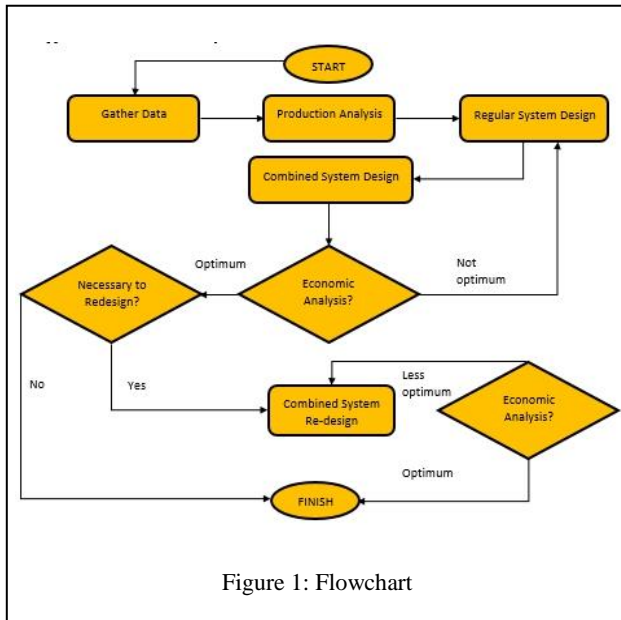 START
Gather Data
Production Analysis
Regular System Design
Combined System Design
Optimum
Not
optimum
Necessary to
Redesign?
Economic
Analysis?
No
Yes
Less
optimum
Combined System
Re-design
Economic
Analysis?
Optimum
FINISH
Figure 1: Flowchart